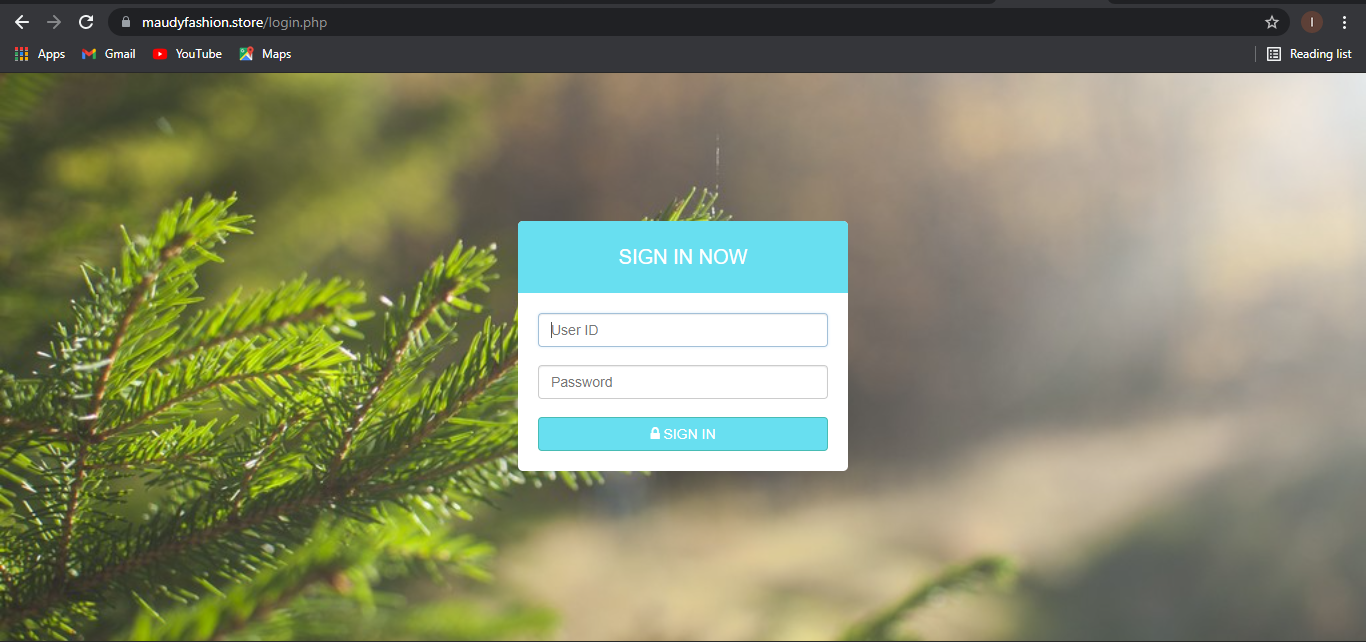 maudyfashion.store/login.php
I
Apps Gmail YouTube Maps Reading list
SIGN IN NOW
User ID
Password
SIGN IN